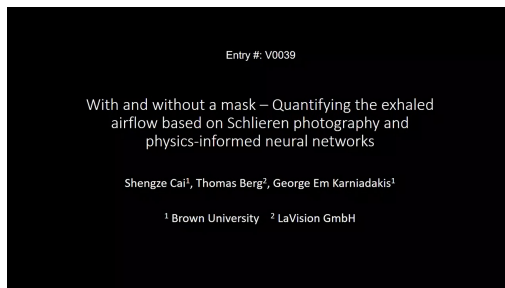 Entry #: V0039
With and without a mask – Quantifying the exhaled
airflow based on Schlieren photography and
physics-informed neural networks
Shengze Cai¹, Thomas Berg², George Em Karniadakis¹
¹ Brown University   ² LaVision GmbH